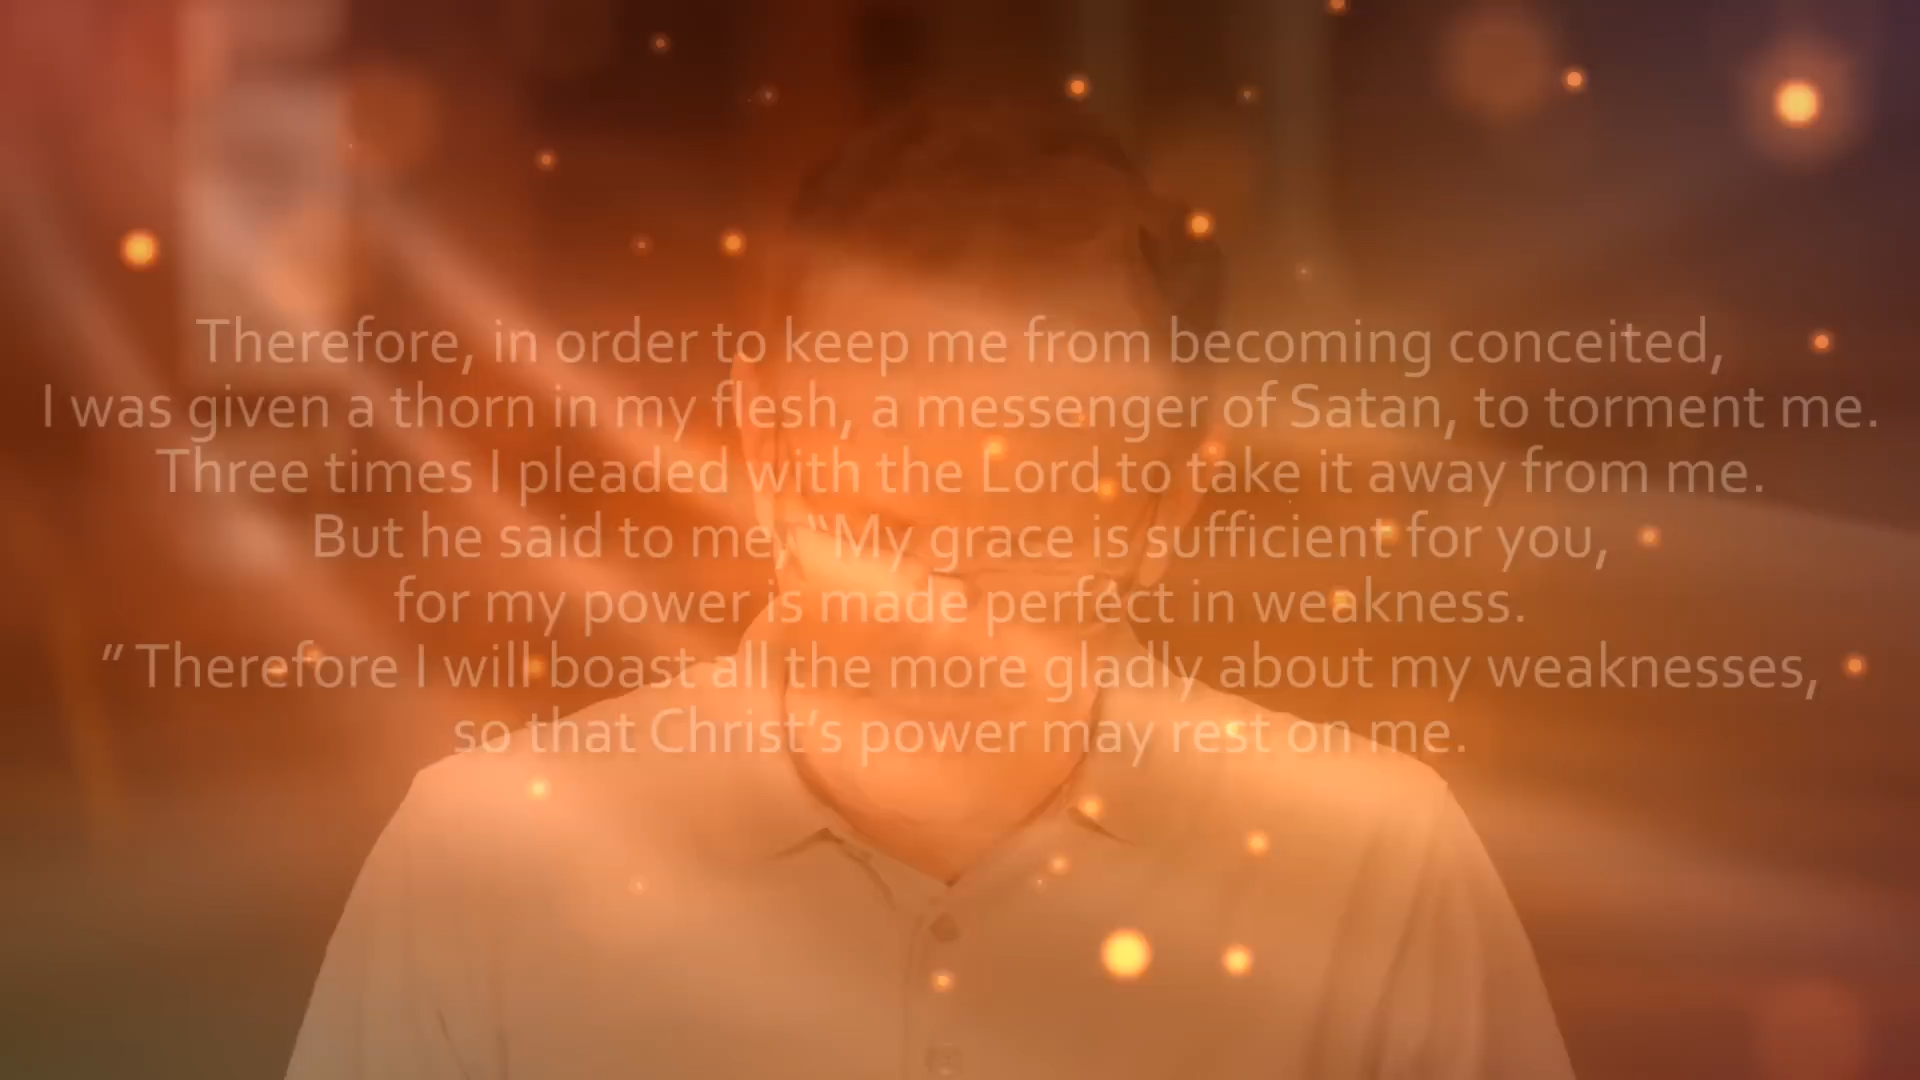 Therefore, in order to keep me from becoming conceited,
I was given a thorn in my flesh, a messenger of Satan, to torment me.
Three times I pleaded with the Lord to take it away from me.
But he said to me, “My grace is sufficient for you,
for my power is made perfect in weakness.
” Therefore I will boast all the more gladly about my weaknesses,
so that Christ’s power may rest on me.